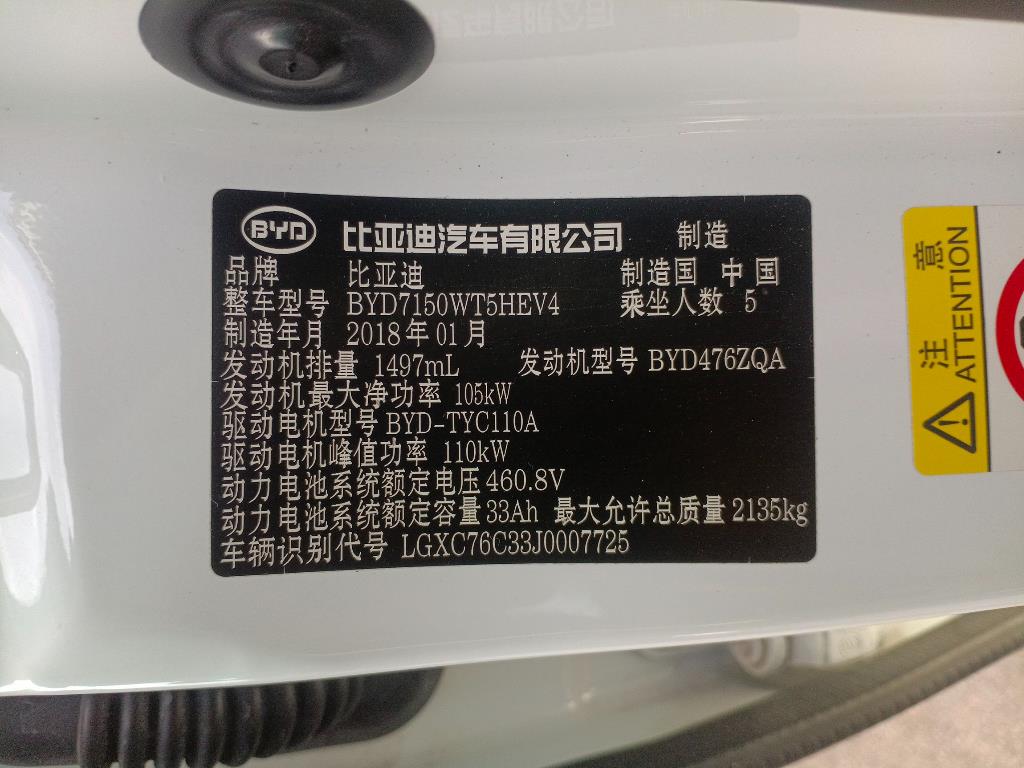 BYD 比亚迪汽车有限公司 制造
品牌 比亚迪 制造国 中国
整车型号 BYD7150WT5HEV4 乘坐人数 5
制造年月 2018年01月
发动机排量 1497mL 发动机型号 BYD476ZQA
发动机最大净功率 105kW
驱动电机型号 BYD-TYC110A
驱动电机峰值功率 110kW
动力电池系统额定电压 460.8V
动力电池系统额定容量 33Ah 最大允许总质量 2135kg
车辆识别代号 LGXC76C33J0007725
注意
ATTENTION